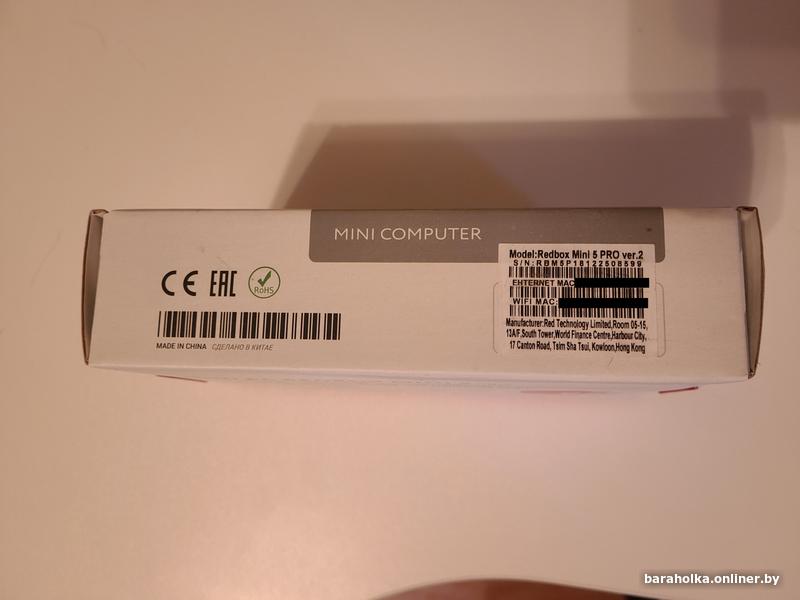 MINI COMPUTER
Model:Redbox Mini 5 PRO ver.2
S/N:RBM5P18122508599
EHTERNET MAC:
WIFI MAC:
Manufacturer:Red Technology Limited,Room 05-15,
13A/F,South Tower,World Finance Centre,Harbour City,
17 Canton Road, Tsim Sha Tsui, Kowloon,Hong Kong
CE EAC RoHS
MADE IN CHINA СДЕЛАНО В КИТАЕ
baraholka.onliner.by